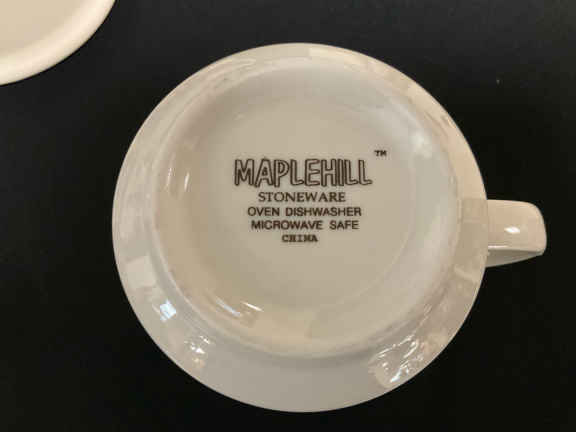 MAPLEHILL™
STONEWARE
OVEN DISHWASHER
MICROWAVE SAFE
CHINA